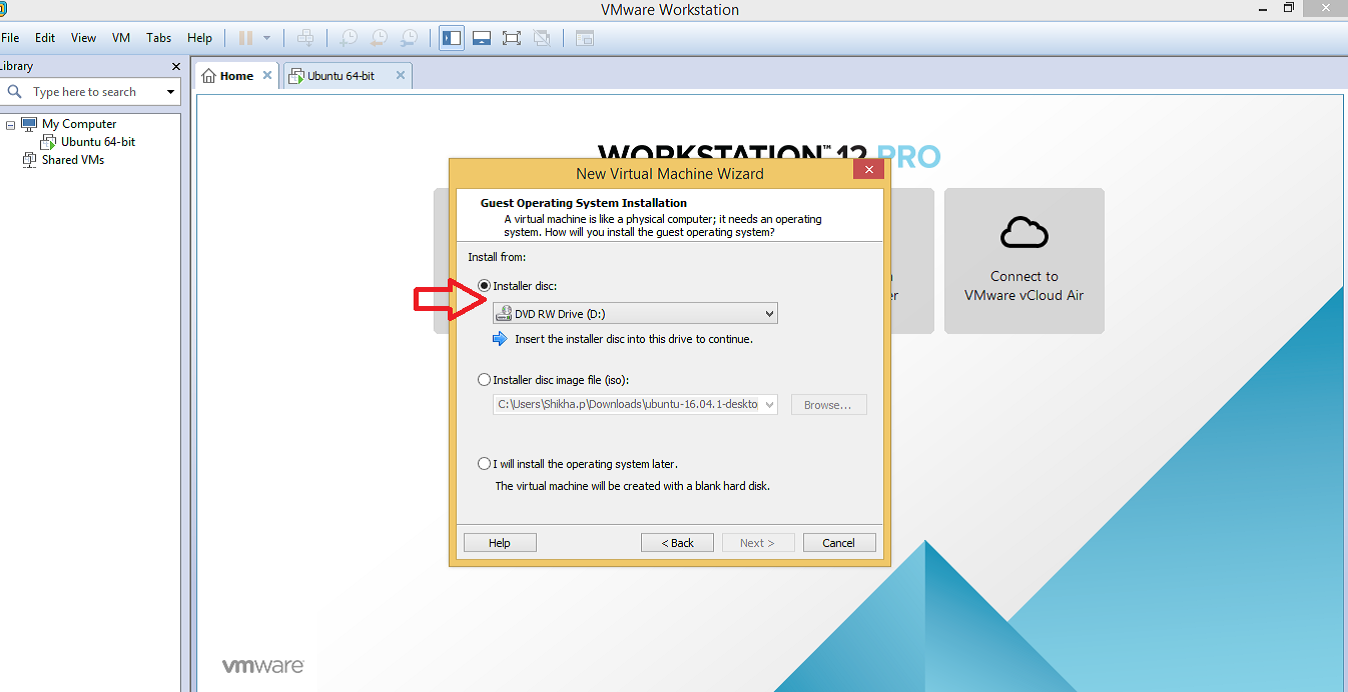 VMware Workstation
File Edit View VM Tabs Help
Library
Type here to search
My Computer
Ubuntu 64-bit
Shared VMs
Home
Ubuntu 64-bit
WORKSTATION™ 12 PRO
Connect to
VMware vCloud Air
New Virtual Machine Wizard
Guest Operating System Installation
A virtual machine is like a physical computer; it needs an operating
system. How will you install the guest operating system?
Install from:
Installer disc:
DVD RW Drive (D:)
Insert the installer disc into this drive to continue.
Installer disc image file (iso):
C:\Users\Shikha.p\Downloads\ubuntu-16.04.1-deskto
Browse...
I will install the operating system later.
The virtual machine will be created with a blank hard disk.
Help < Back Next > Cancel
vmware